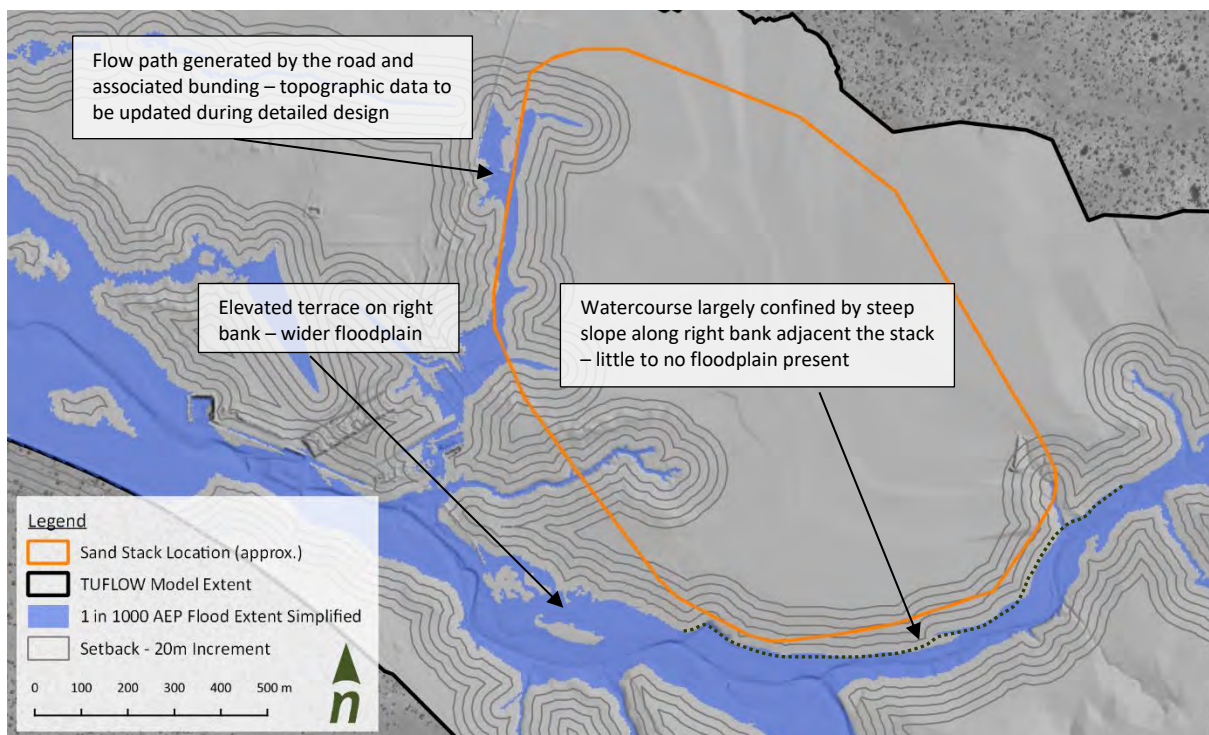 Flow path generated by the road and
associated bunding – topographic data to
be updated during detailed design
Elevated terrace on right
bank – wider floodplain
Watercourse largely confined by steep
slope along right bank adjacent the stack
– little to no floodplain present
Legend
Sand Stack Location (approx.)
TUFLOW Model Extent
1 in 1000 AEP Flood Extent Simplified
Setback - 20m Increment
0 100 200 300 400 500 m
n